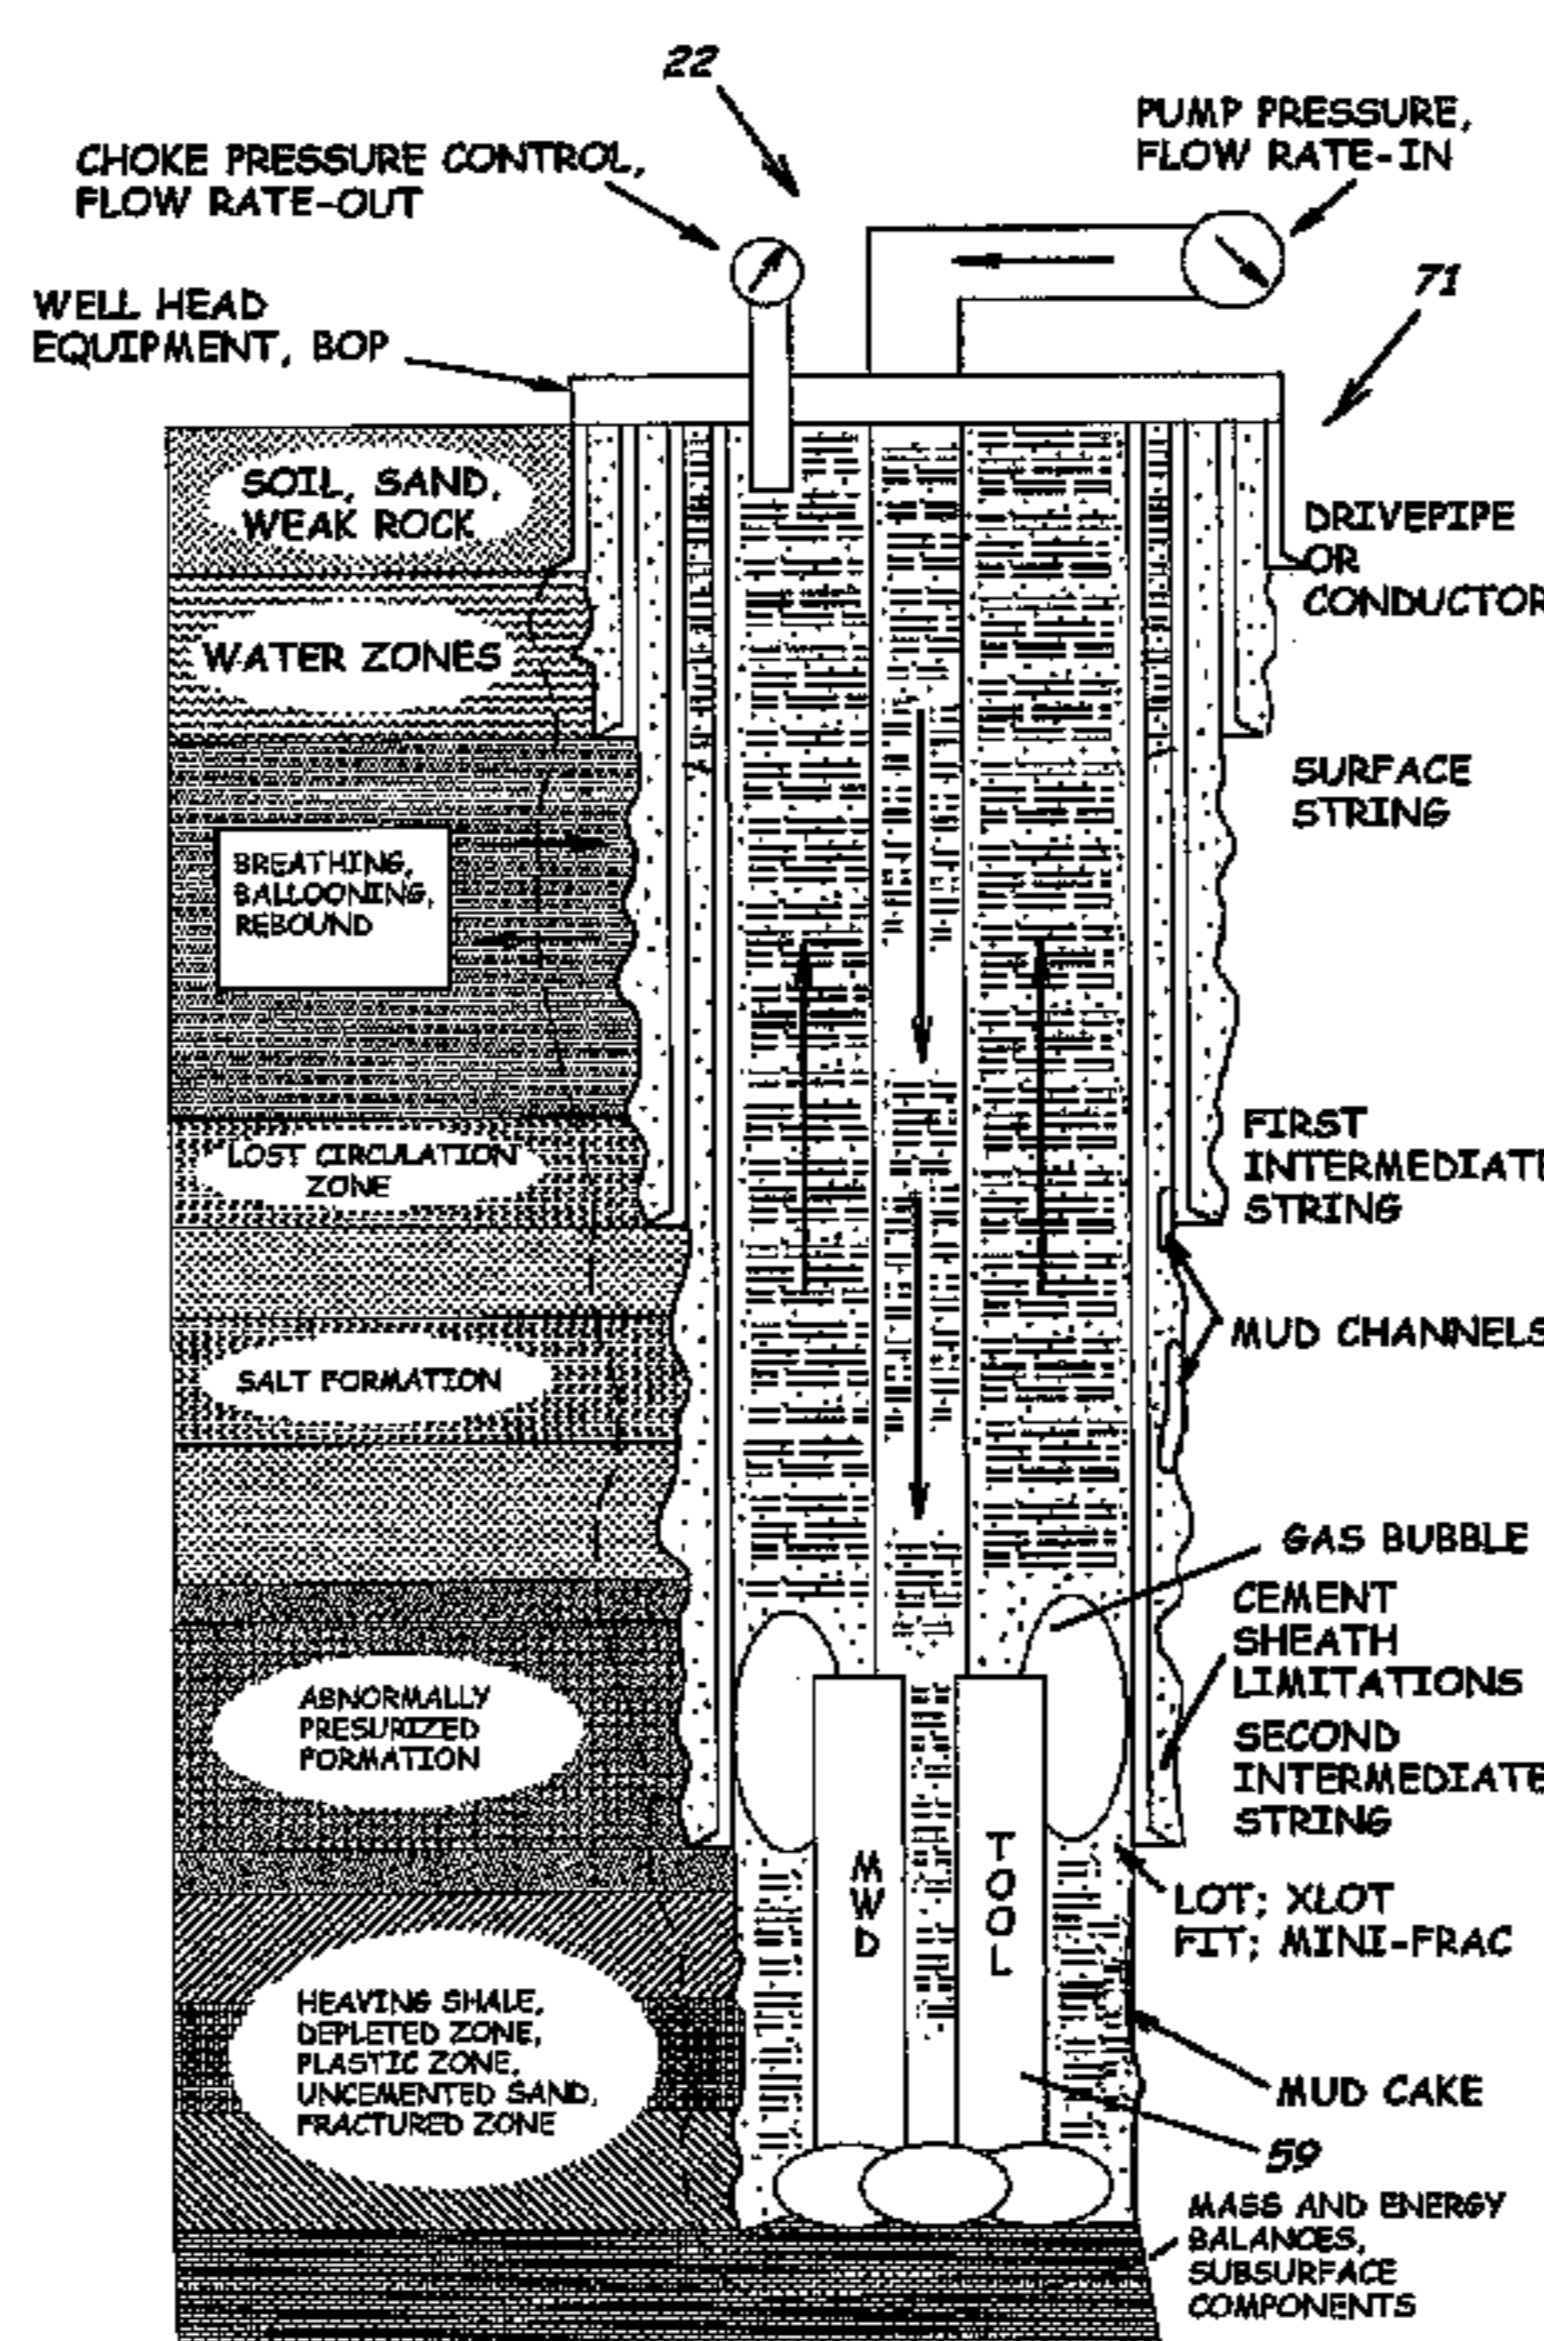 22
PUMP PRESSURE,
FLOW RATE-IN
CHOKE PRESSURE CONTROL,
FLOW RATE-OUT
71
WELL HEAD
EQUIPMENT, BOP
SOIL, SAND,
WEAK ROCK
DRIVEPIPE
OR
CONDUCTOR
WATER ZONES
SURFACE
STRING
BREATHING,
BALLOONING,
REBOUND
LOST CIRCULATION
ZONE
FIRST
INTERMEDIATE
STRING
MUD CHANNELS
SALT FORMATION
GAS BUBBLE
CEMENT
SHEATH
LIMITATIONS
ABNORMALLY
PRESURIZED
FORMATION
SECOND
INTERMEDIATE
STRING
MWD
TOOL
LOT; XLOT
FIT; MINI-FRAC
HEAVING SHALE,
DEPLETED ZONE,
PLASTIC ZONE,
UNCEMENTED SAND,
FRACTURED ZONE
MUD CAKE
59
MASS AND ENERGY
BALANCES,
SUBSURFACE
COMPONENTS